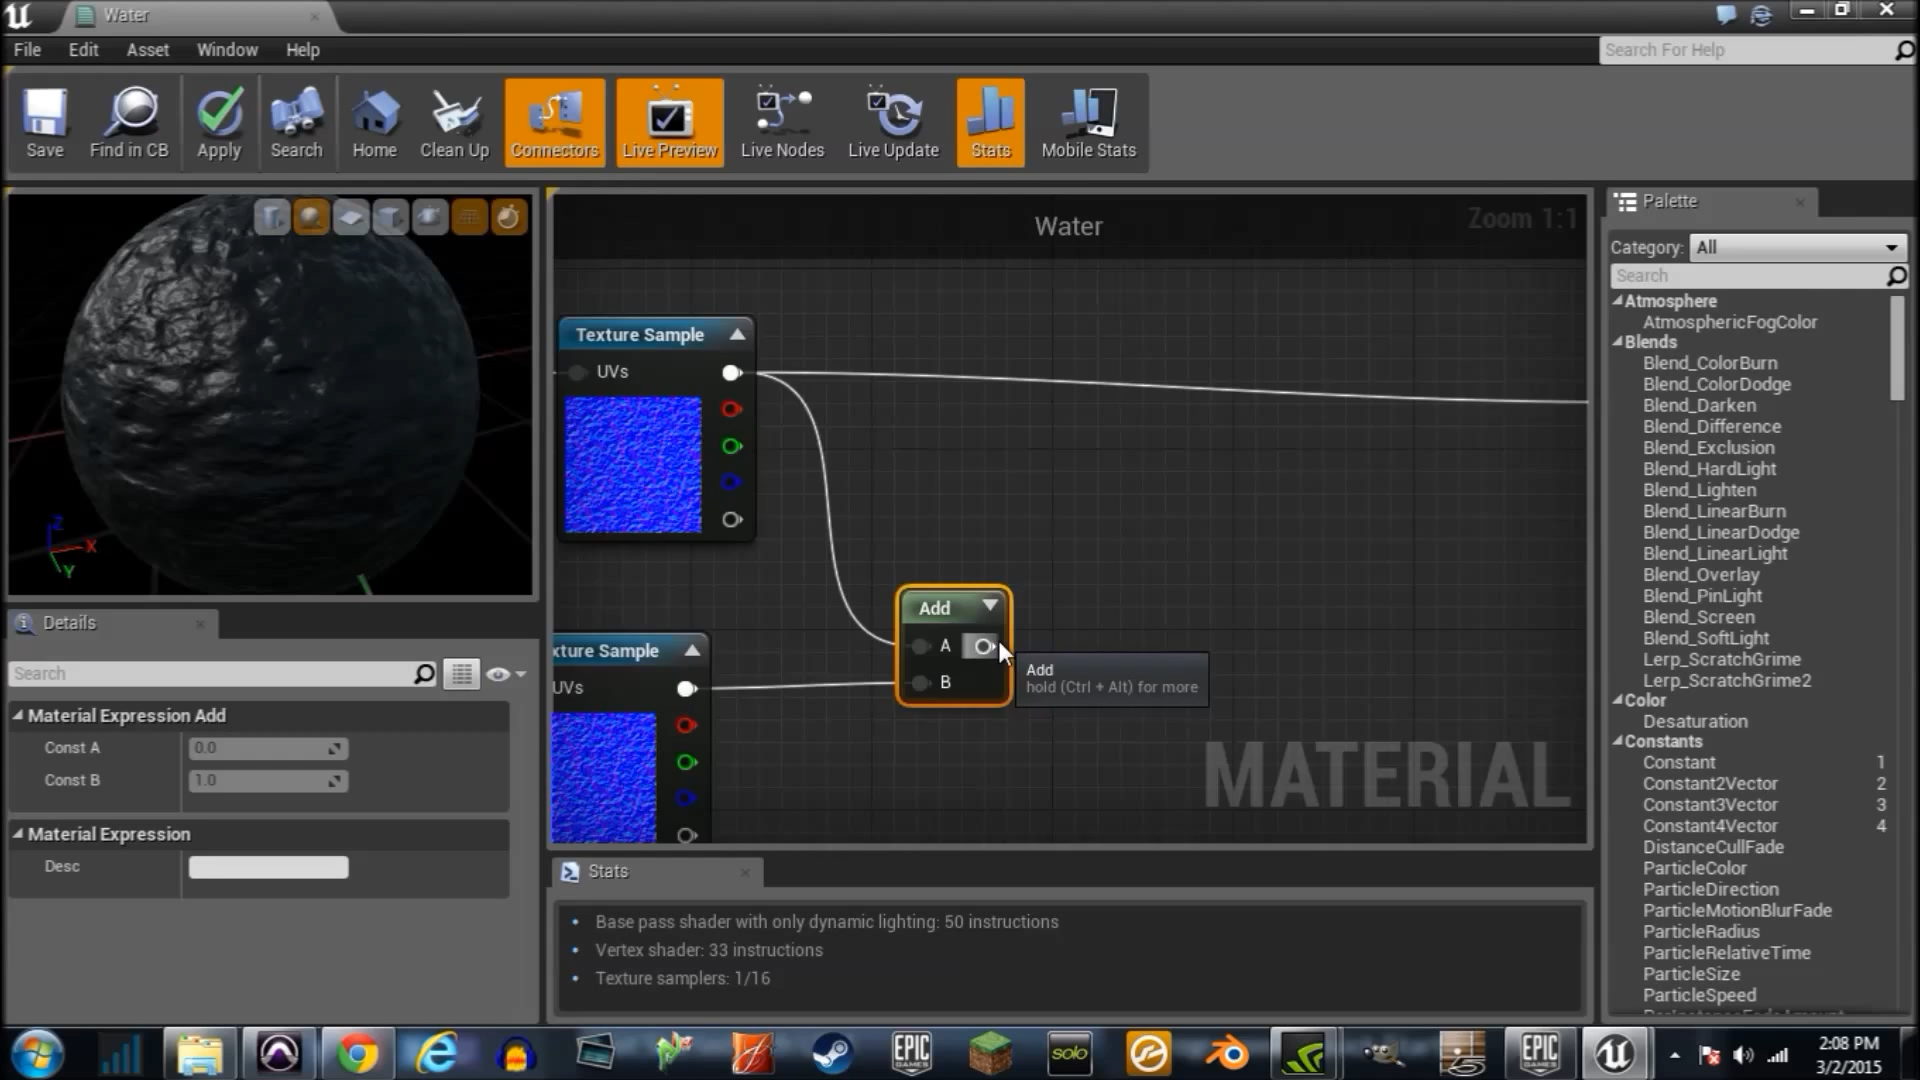 Water
File Edit Asset Window Help
Search For Help
Save Find in CB Apply Search Home Clean Up Connectors Live Preview Live Nodes Live Update Stats Mobile Stats
Water
Zoom 1:1
Texture Sample
UVs
xture Sample
UVs
Add
A
B
Add
hold (Ctrl + Alt) for more
MATERIAL
Z
X
Y
Details
Search
Material Expression Add
Const A 0.0
Const B 1.0
Material Expression
Desc
Stats
Base pass shader with only dynamic lighting: 50 instructions
Vertex shader: 33 instructions
Texture samplers: 1/16
Palette
Category: All
Search
Atmosphere
AtmosphericFogColor
Blends
Blend_ColorBurn
Blend_ColorDodge
Blend_Darken
Blend_Difference
Blend_Exclusion
Blend_HardLight
Blend_Lighten
Blend_LinearBurn
Blend_LinearDodge
Blend_LinearLight
Blend_Overlay
Blend_PinLight
Blend_Screen
Blend_SoftLight
Lerp_ScratchGrime
Lerp_ScratchGrime2
Color
Desaturation
Constants
Constant 1
Constant2Vector 2
Constant3Vector 3
Constant4Vector 4
DistanceCullFade
ParticleColor
ParticleDirection
ParticleMotionBlurFade
ParticleRadius
ParticleRelativeTime
ParticleSize
ParticleSpeed
EPIC GAMES
solo
EPIC GAMES
2:08 PM
3/2/2015